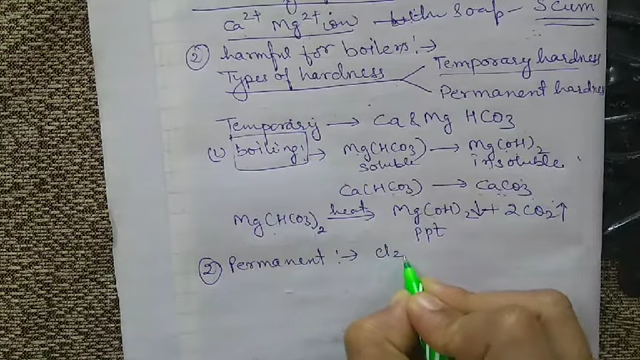 Ca2+ Mg2+ ion - with Soap - Scum
② harmful for boilers :→
Types of hardness
Temporary hardness
Permanent hardness
Temporary → Ca & Mg HCO3
(1) boiling: → Mg(HCO3) → Mg(OH)2
soluble insoluble
Ca(HCO3) → CaCO3
Mg(HCO3)2 heat→ Mg(OH)2↓ + 2CO2↑
ppt
② Permanent :→ Cl2